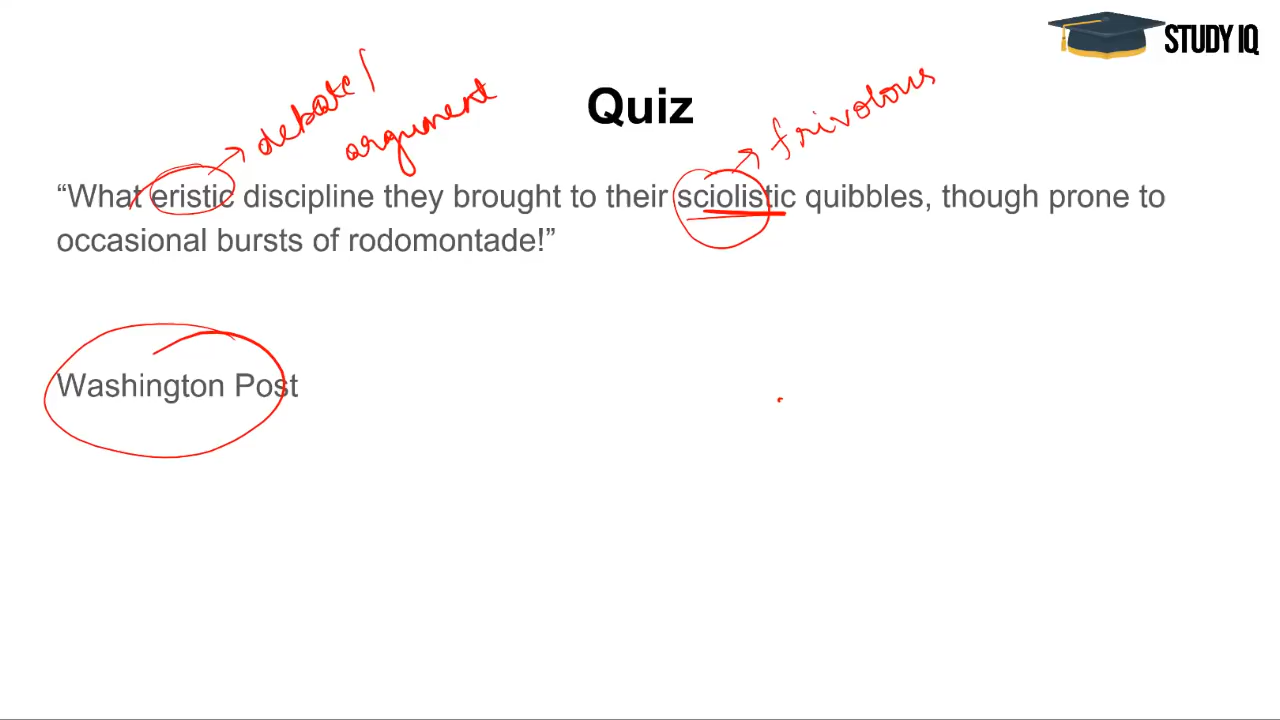 STUDY IQ
debate/
argument
Quiz
frivolous
“What eristic discipline they brought to their sciolistic quibbles, though prone to
occasional bursts of rodomontade!”
Washington Post